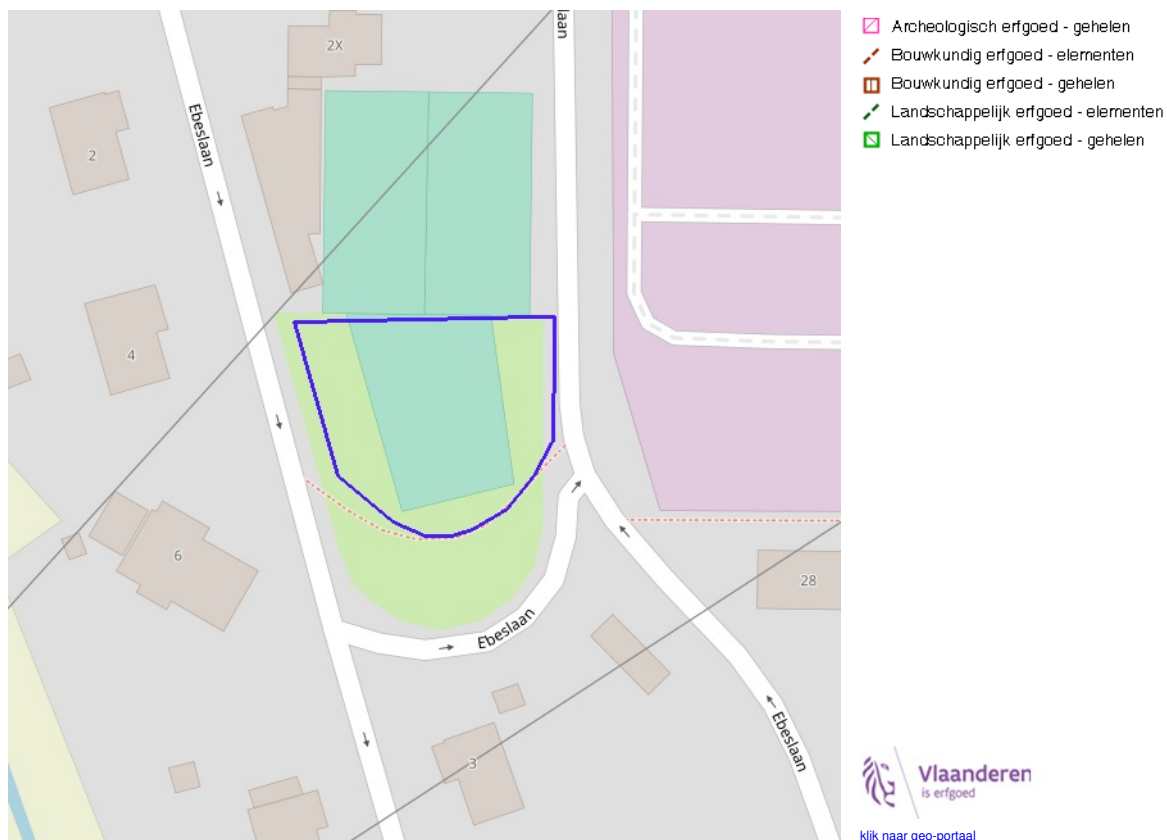 2X
laan
Ebeslaan
2
4
6
Ebeslaan
28
Ebeslaan
3
Archeologisch erfgoed - gehelen
Bouwkundig erfgoed - elementen
Bouwkundig erfgoed - gehelen
Landschappelijk erfgoed - elementen
Landschappelijk erfgoed - gehelen
Vlaanderen
is erfgoed
klik naar geo-portaal